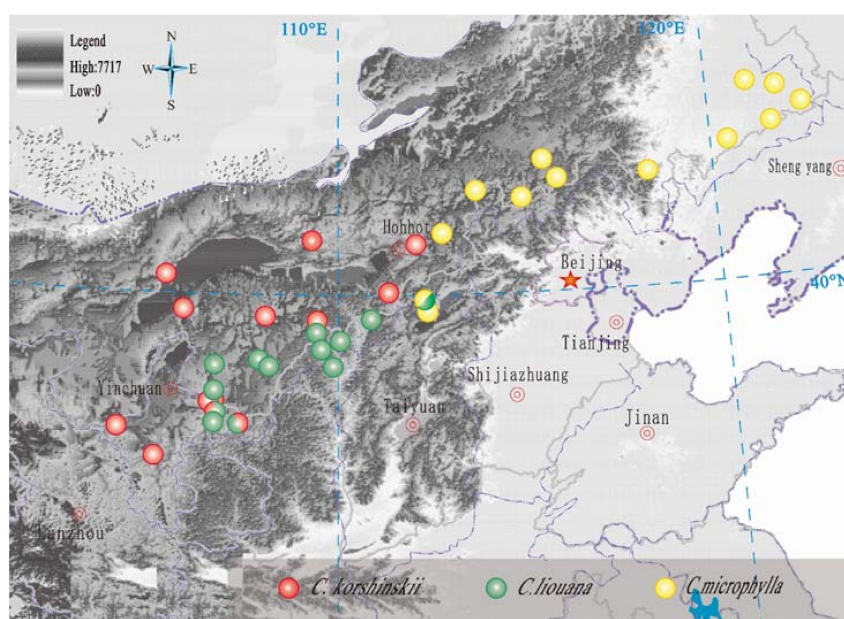 110°E
120°E
Legend
High:7717
Low:0
N
W E
S
Sheng yang
Hohhot
Beijing
40°N
Tianjing
Yinchuan
Shijiazhuang
Taiyuan
Jinan
Lanzhou
C. korshinskii
C.liouana
C.microphylla